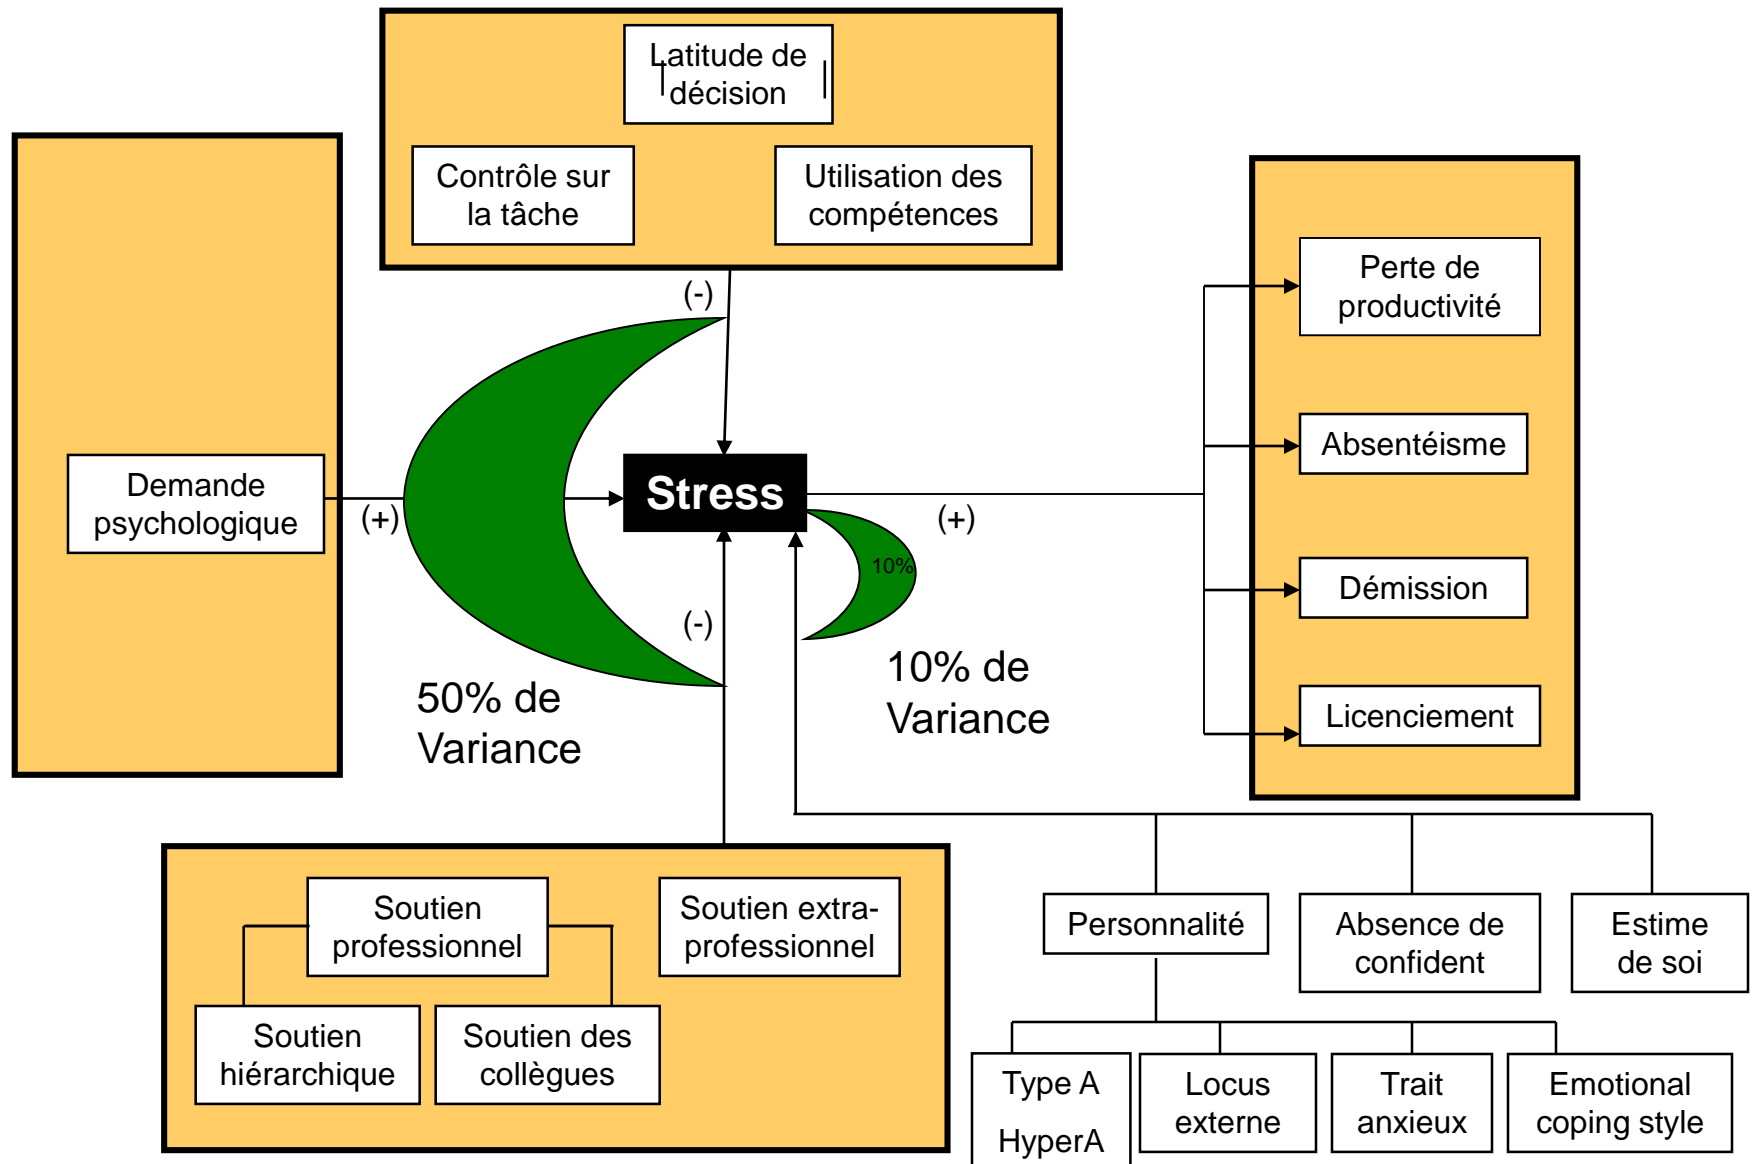 Latitude de
décision
Contrôle sur
la tâche
Utilisation des
compétences
(-)
Perte de
productivité
Absentéisme
Démission
Licenciement
Demande
psychologique
(+)
Stress
(+)
10%
(-)
50% de
Variance
10% de
Variance
Soutien
professionnel
Soutien extra-
professionnel
Soutien
hiérarchique
Soutien des
collègues
Personnalité
Absence de
confident
Estime
de soi
Type A
HyperA
Locus
externe
Trait
anxieux
Emotional
coping style